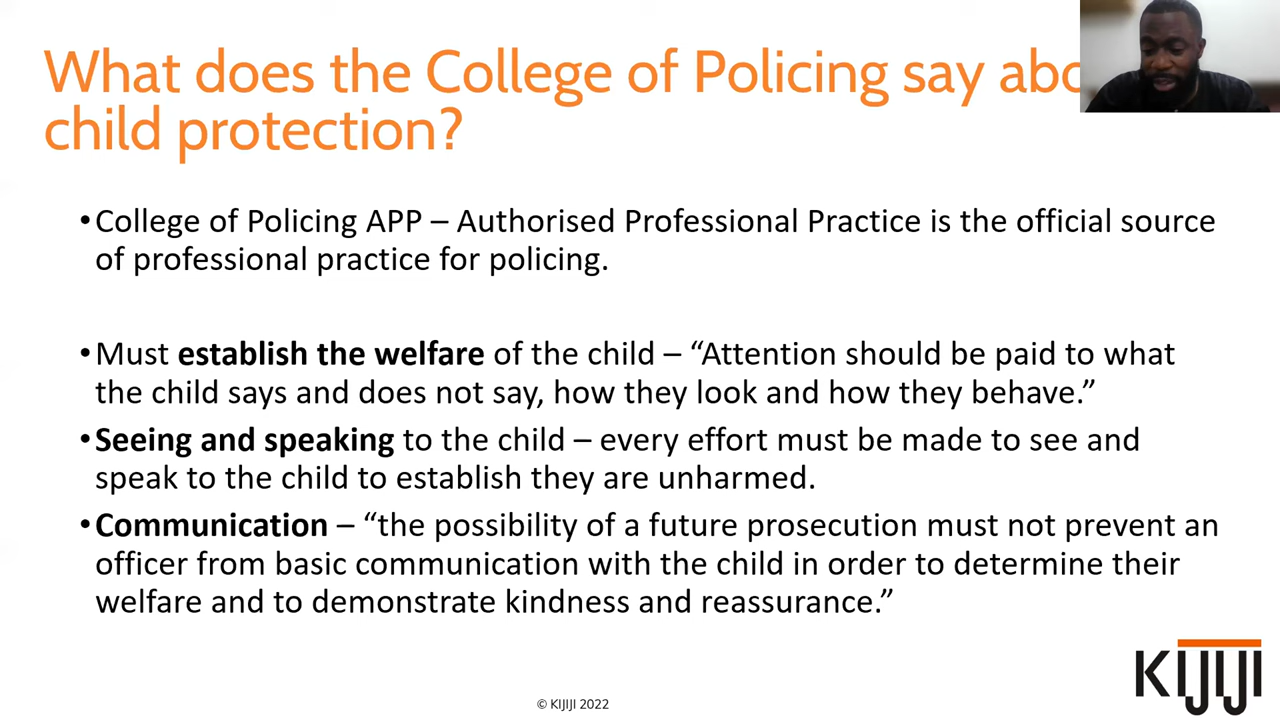 What does the College of Policing say abo
child protection?
•College of Policing APP – Authorised Professional Practice is the official source
of professional practice for policing.
•Must establish the welfare of the child – “Attention should be paid to what
the child says and does not say, how they look and how they behave.”
•Seeing and speaking to the child – every effort must be made to see and
speak to the child to establish they are unharmed.
•Communication – “the possibility of a future prosecution must not prevent an
officer from basic communication with the child in order to determine their
welfare and to demonstrate kindness and reassurance.”
KIJIJI
© KIJIJI 2022